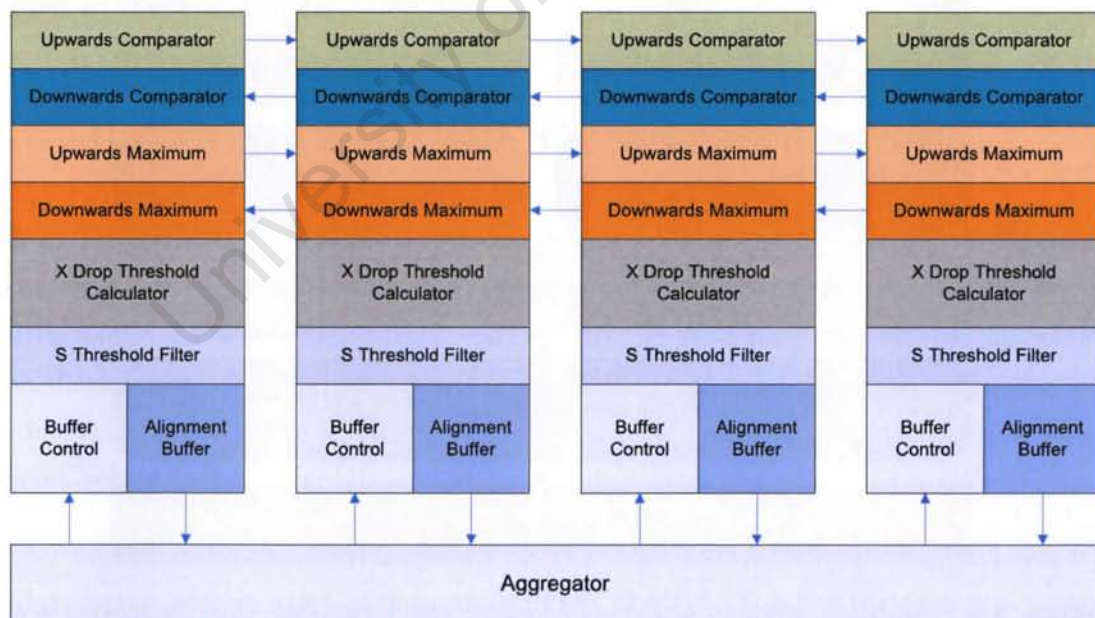 Upwards Comparator
Upwards Comparator
Upwards Comparator
Upwards Comparator
Downwards Comparator
Downwards Comparator
Downwards Comparator
Downwards Comparator
Upwards Maximum
Upwards Maximum
Upwards Maximum
Upwards Maximum
Downwards Maximum
Downwards Maximum
Downwards Maximum
Downwards Maximum
X Drop Threshold
Calculator
X Drop Threshold
Calculator
X Drop Threshold
Calculator
X Drop Threshold
Calculator
S Threshold Filter
S Threshold Filter
S Threshold Filter
S Threshold Filter
Buffer
Control
Alignment
Buffer
Buffer
Control
Alignment
Buffer
Buffer
Control
Alignment
Buffer
Buffer
Control
Alignment
Buffer
Aggregator
University